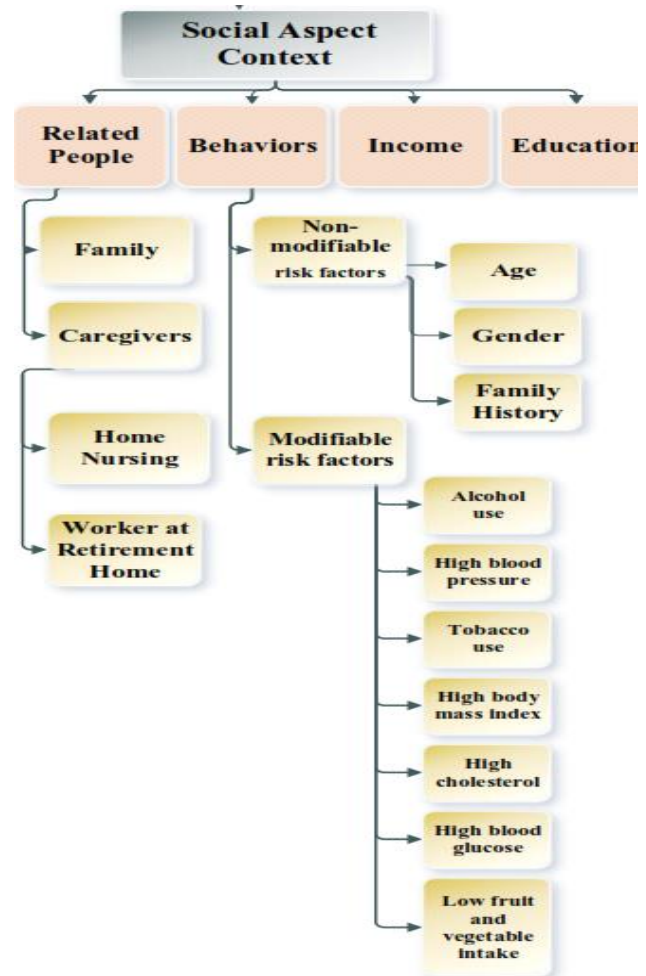 Social Aspect
Context
Related
People
Behaviors
Income
Education
Family
Caregivers
Home
Nursing
Worker at
Retirement
Home
Non-
modifiable
risk factors
Age
Gender
Family
History
Modifiable
risk factors
Alcohol
use
High blood
pressure
Tobacco
use
High body
mass index
High
cholesterol
High blood
glucose
Low fruit
and
vegetable
intake